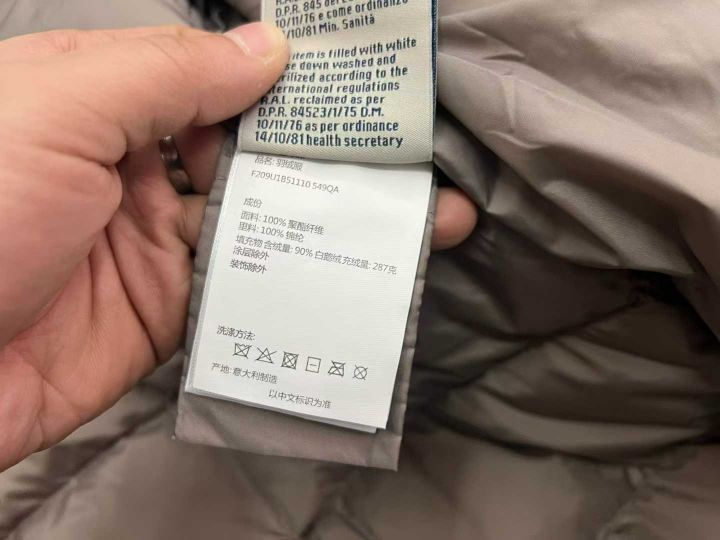 D.P.R. 845 del
10/11/76 e come ordinanza
/10/81 Min. Sanità
item is filled with white
se down washed and
rilized according to the
ernational regulations
R.A.L. reclaimed as per
D.P.R. 84523/1/75 D.M.
10/11/76 as per ordinance
14/10/81 health secretary
品名: 羽绒服
F209U1B51110 549QA
成份
面料: 100% 聚酯纤维
里料: 100% 锦纶
填充物 含绒量: 90% 白鹅绒 充绒量: 287克
涂层除外
装饰除外
洗涤方法:
产地: 意大利制造
以中文标识为准